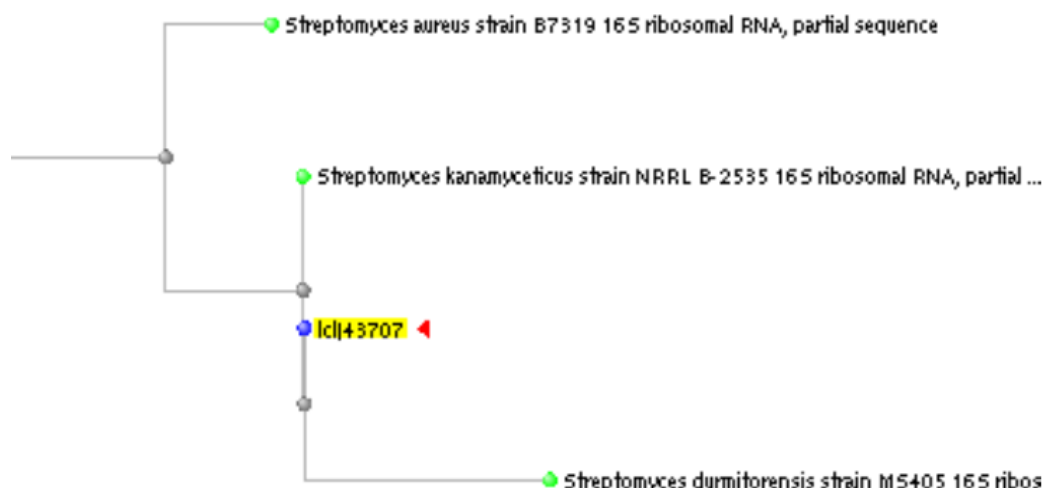 Streptomyces aureus strain B7319 16S ribosomal RNA, partial sequence
Streptomyces kanamyceticus strain NRRL B-2535 16S ribosomal RNA, partial ...
lcl|43707
Streptomyces durmitorensis strain MS405 16S ribos